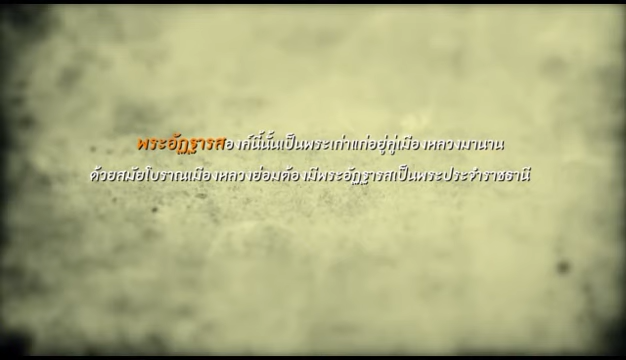 พระอัฏฐารสองค์นี้นั้นเป็นพระเก่าแก่อยู่คู่เมืองหลวงมานาน
ด้วยสมัยโบราณเมืองหลวงย่อมต้องมีพระอัฏฐารสเป็นพระประจำราชธานี